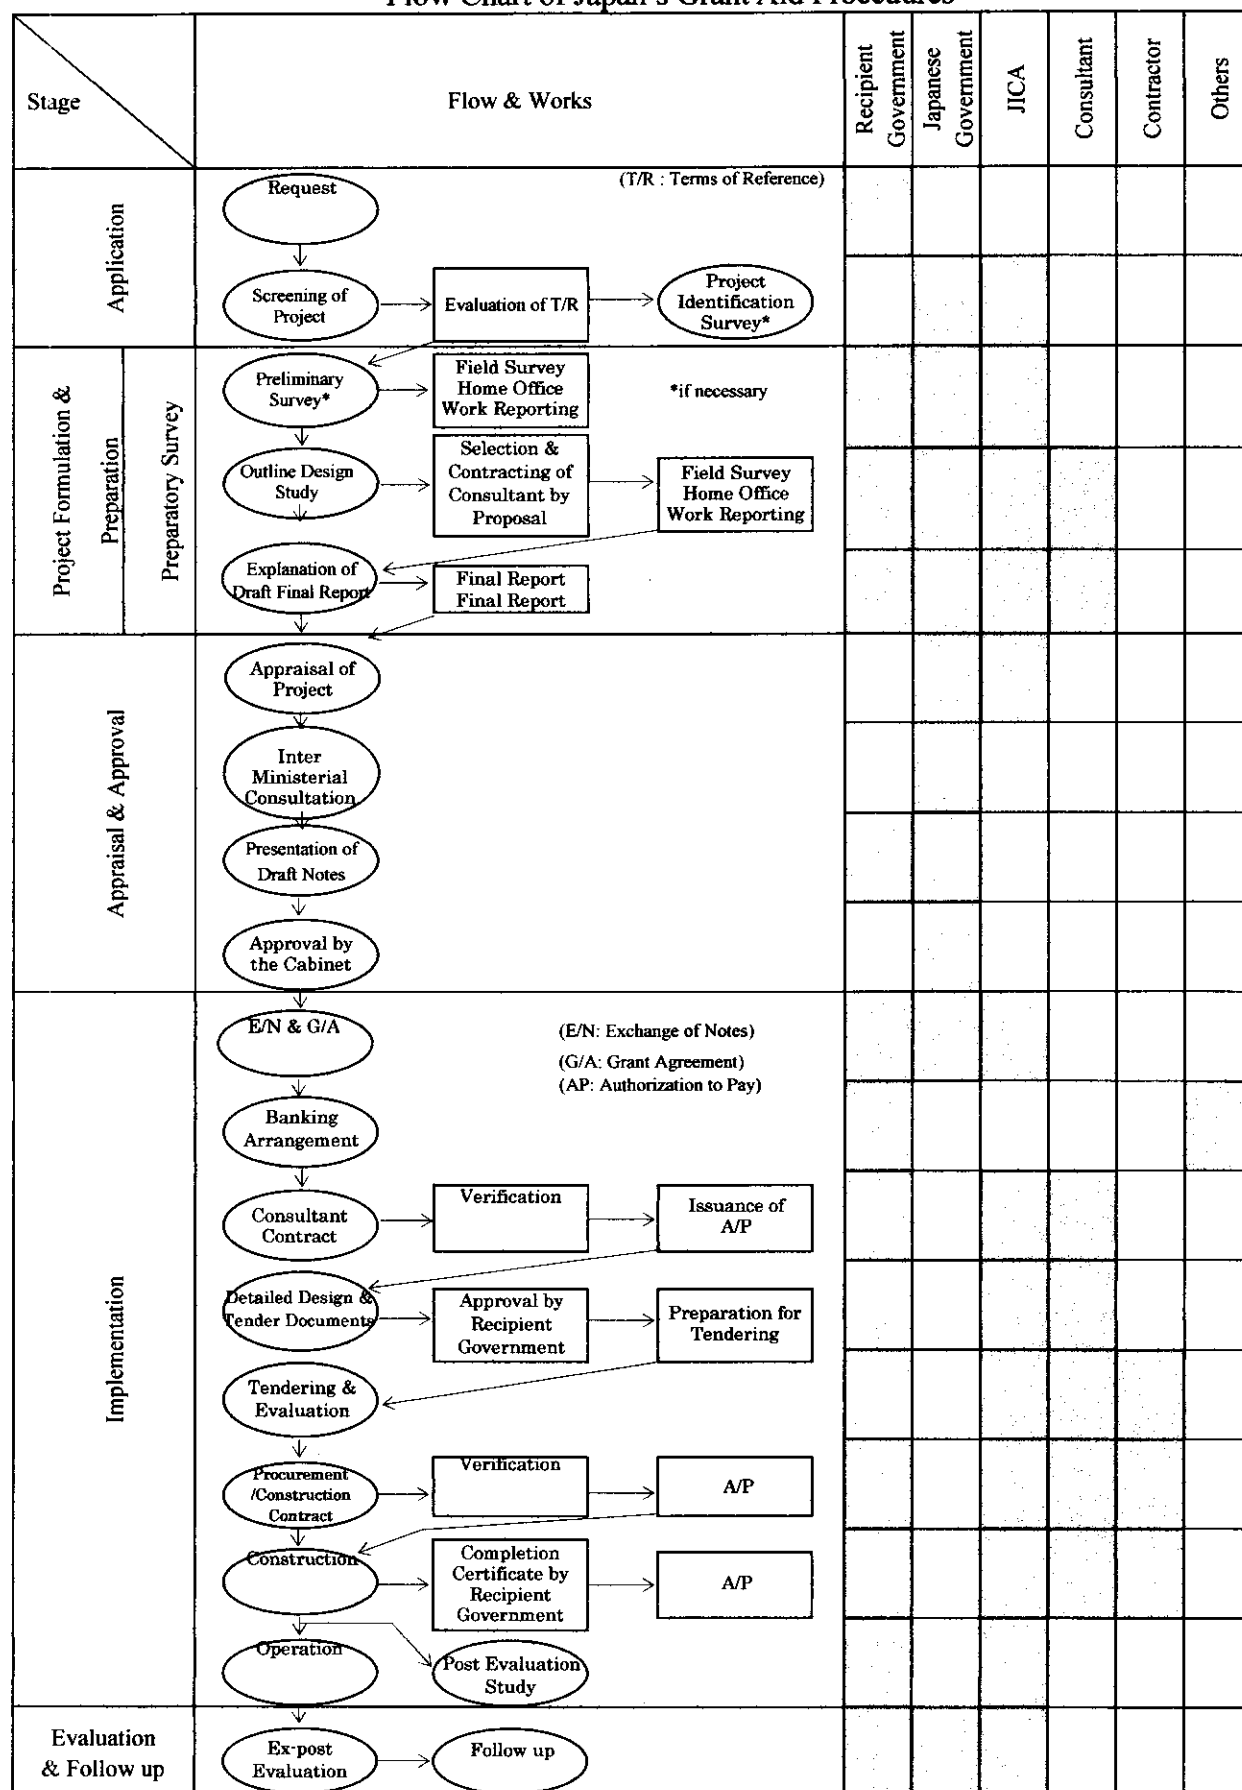 Flow Chart of Japan's Grant Aid Procedures
Stage
Flow & Works
Recipient
Government
Japanese
Government
JICA
Consultant
Contractor
Others
Application
Request
(T/R : Terms of Reference)
Screening of
Project
Evaluation of T/R
Project
Identification
Survey*
Project Formulation &
Preparation
Preparatory Survey
Preliminary
Survey*
Field Survey
Home Office
Work Reporting
*if necessary
Outline Design
Study
Selection &
Contracting of
Consultant by
Proposal
Field Survey
Home Office
Work Reporting
Explanation of
Draft Final Report
Final Report
Final Report
Appraisal & Approval
Appraisal of
Project
Inter
Ministerial
Consultation
Presentation of
Draft Notes
Approval by
the Cabinet
Implementation
E/N & G/A
(E/N: Exchange of Notes)
(G/A: Grant Agreement)
(AP: Authorization to Pay)
Banking
Arrangement
Consultant
Contract
Verification
Issuance of
A/P
Detailed Design &
Tender Documents
Approval by
Recipient
Government
Preparation for
Tendering
Tendering &
Evaluation
Procurement
/Construction
Contract
Verification
A/P
Construction
Completion
Certificate by
Recipient
Government
A/P
Operation
Post Evaluation
Study
Evaluation
& Follow up
Ex-post
Evaluation
Follow up